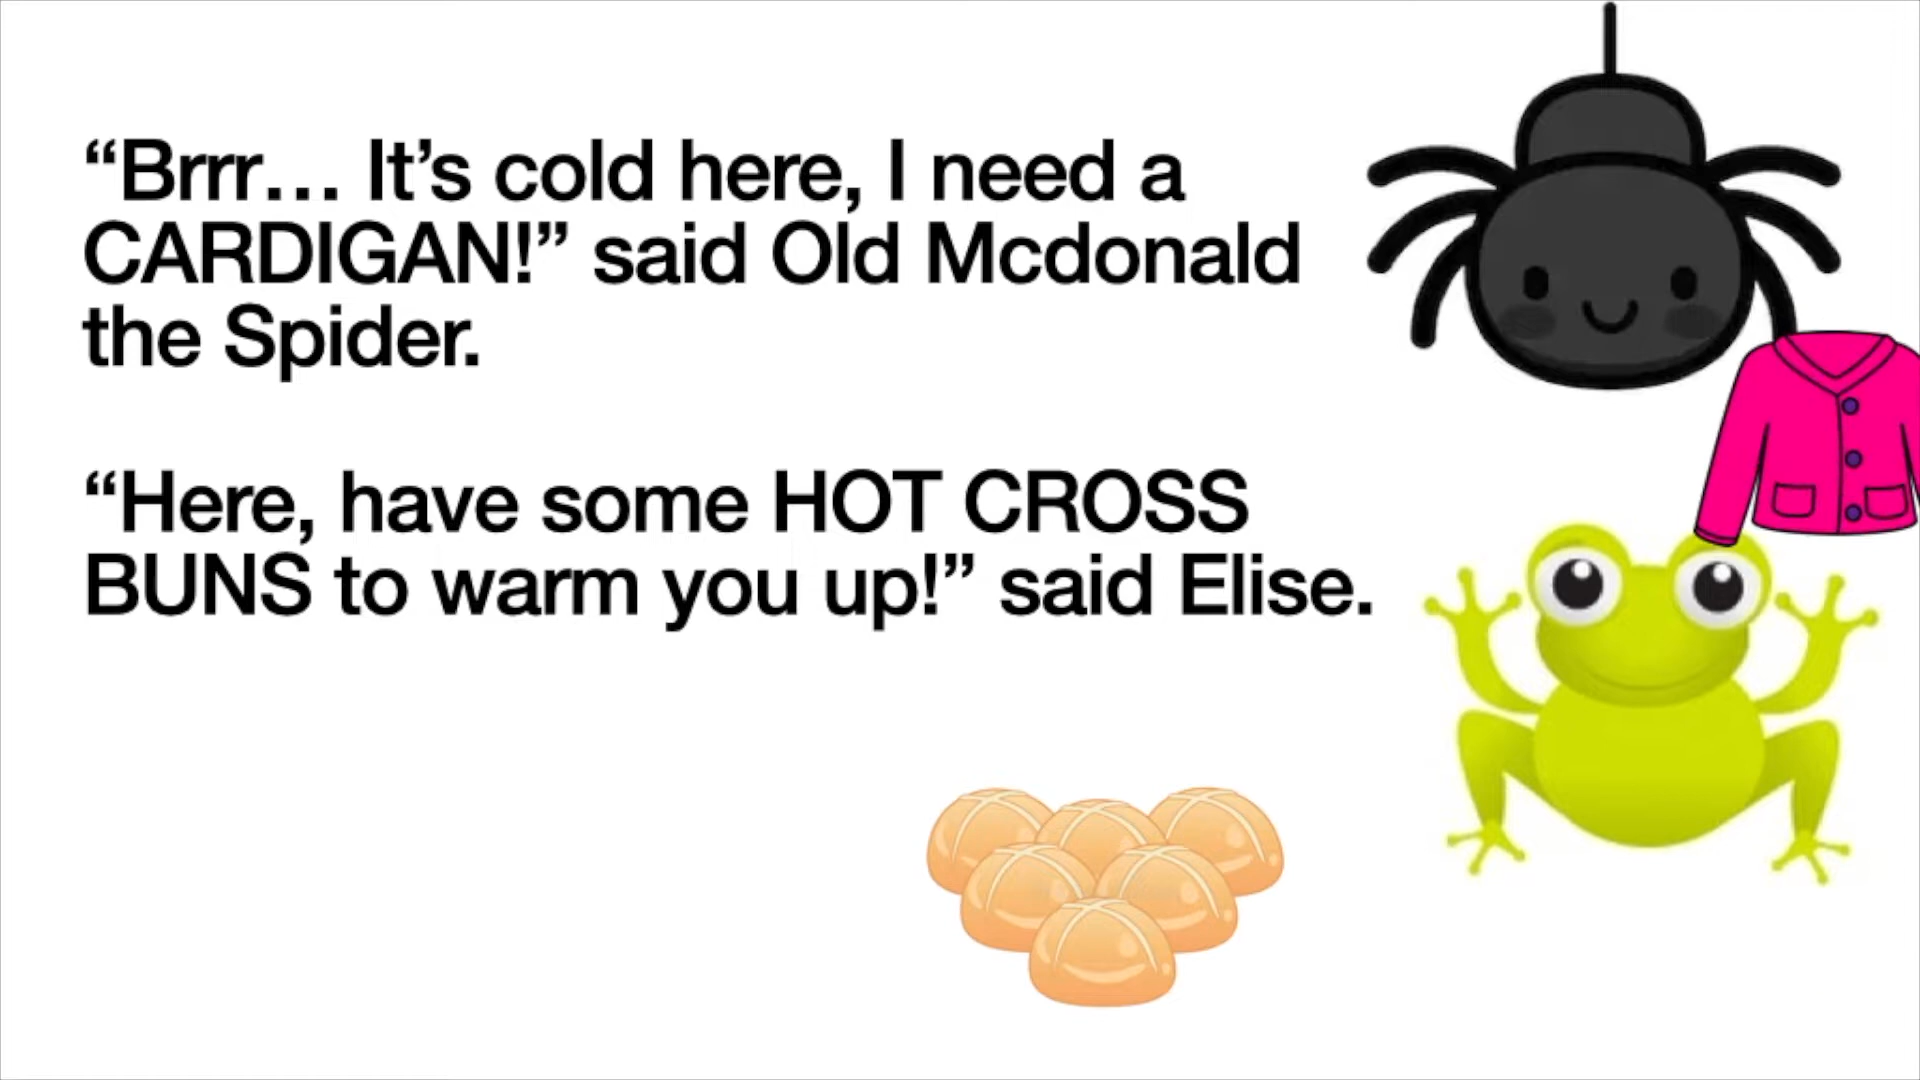 “Brrr… It’s cold here, I need a
CARDIGAN!” said Old Mcdonald
the Spider.
“Here, have some HOT CROSS
BUNS to warm you up!” said Elise.